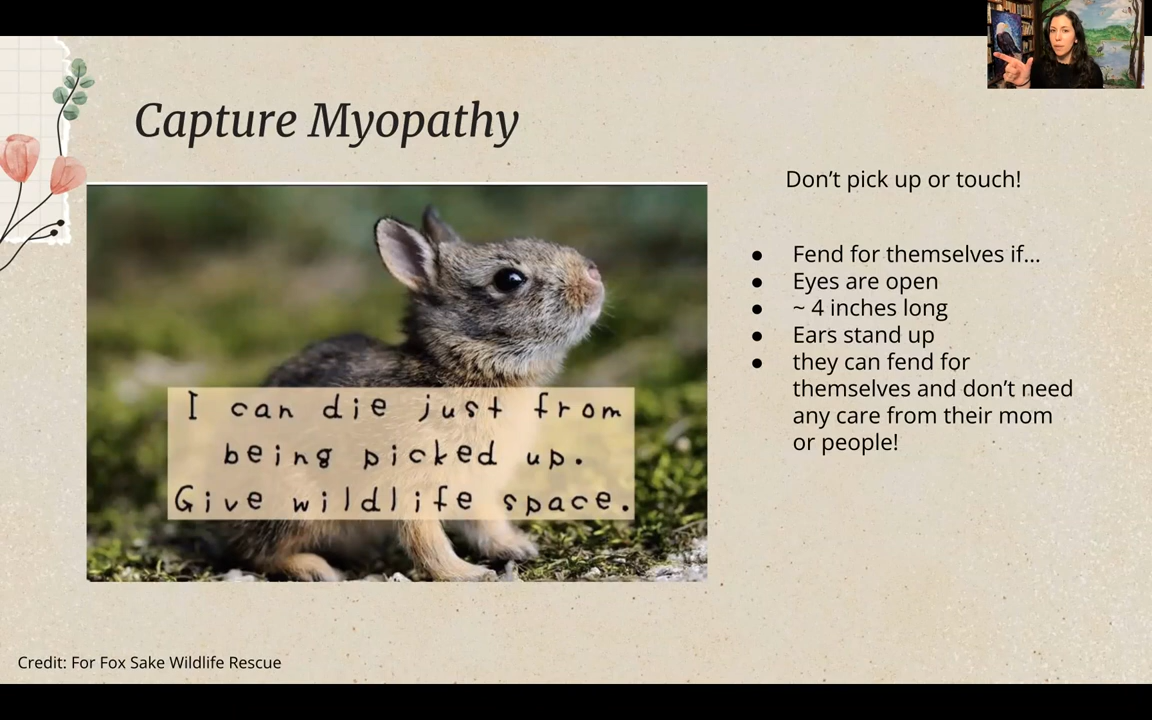 Capture Myopathy
Don’t pick up or touch!
● Fend for themselves if...
● Eyes are open
● ~ 4 inches long
● Ears stand up
● they can fend for
themselves and don’t need
any care from their mom
or people!
I can die just from
being picked up.
Give wildlife space.
Credit: For Fox Sake Wildlife Rescue